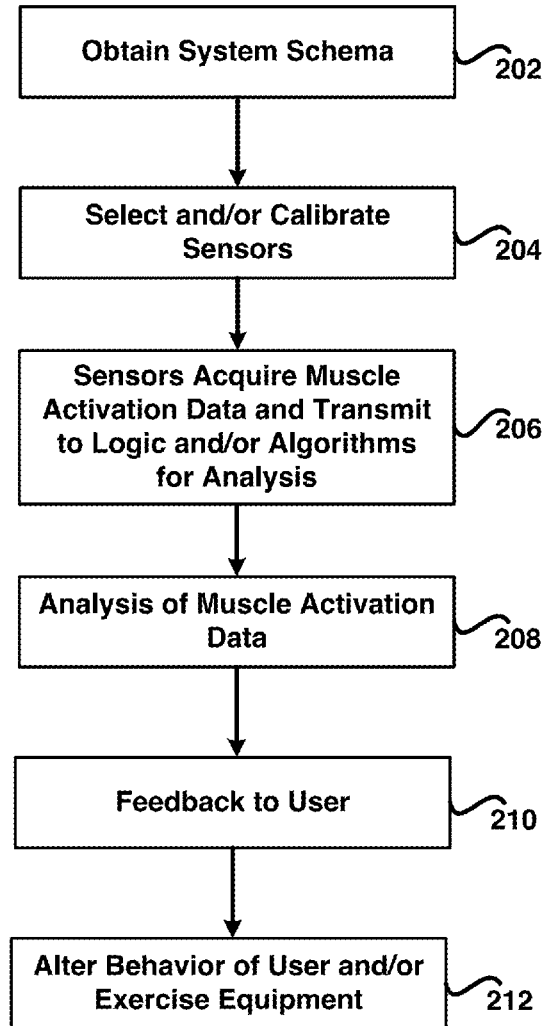 Obtain System Schema
202
Select and/or Calibrate
Sensors
204
Sensors Acquire Muscle
Activation Data and Transmit
to Logic and/or Algorithms
for Analysis
206
Analysis of Muscle Activation
Data
208
Feedback to User
210
Alter Behavior of User and/or
Exercise Equipment
212